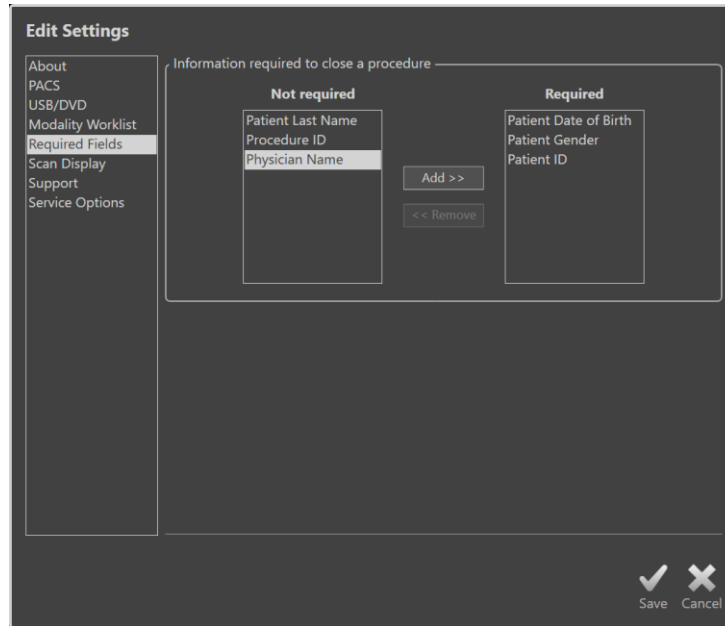 Edit Settings
About
PACS
USB/DVD
Modality Worklist
Required Fields
Scan Display
Support
Service Options
Information required to close a procedure
Not required
Patient Last Name
Procedure ID
Physician Name
Add >>
<< Remove
Required
Patient Date of Birth
Patient Gender
Patient ID
Save
Cancel